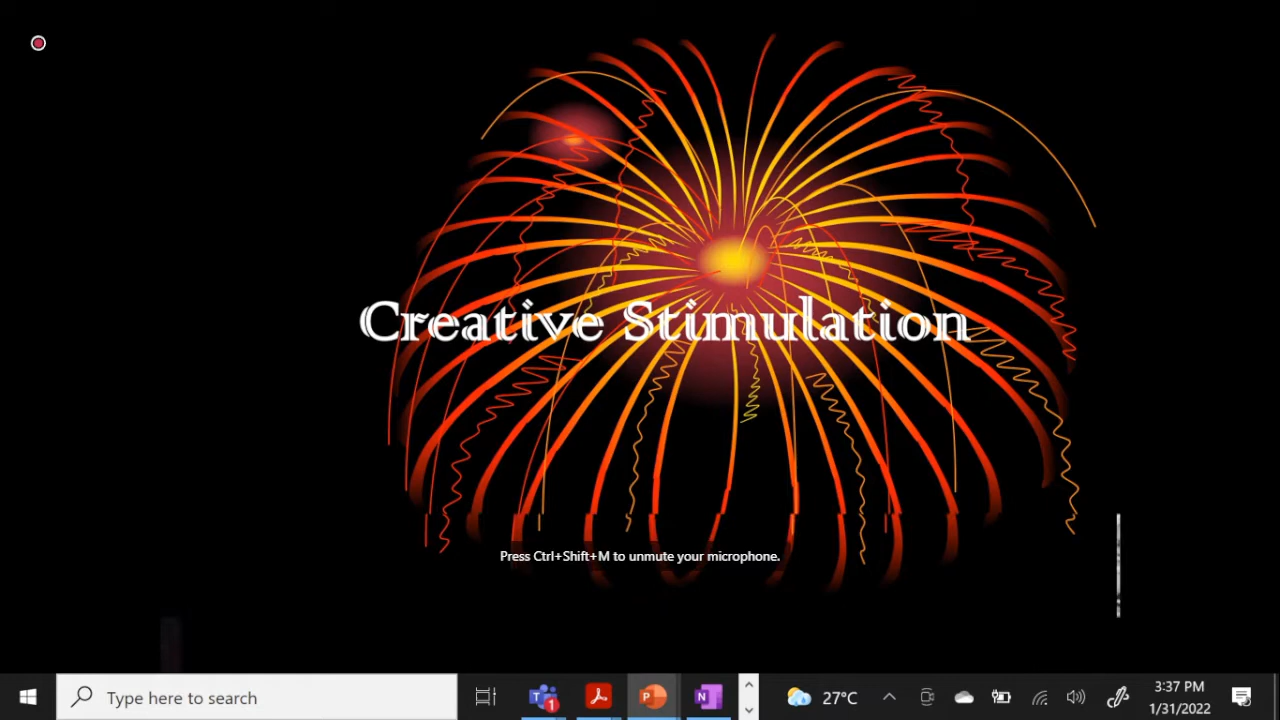 Creative Stimulation
Press Ctrl+Shift+M to unmute your microphone.
Type here to search
1
P
N
27°C
3:37 PM
1/31/2022